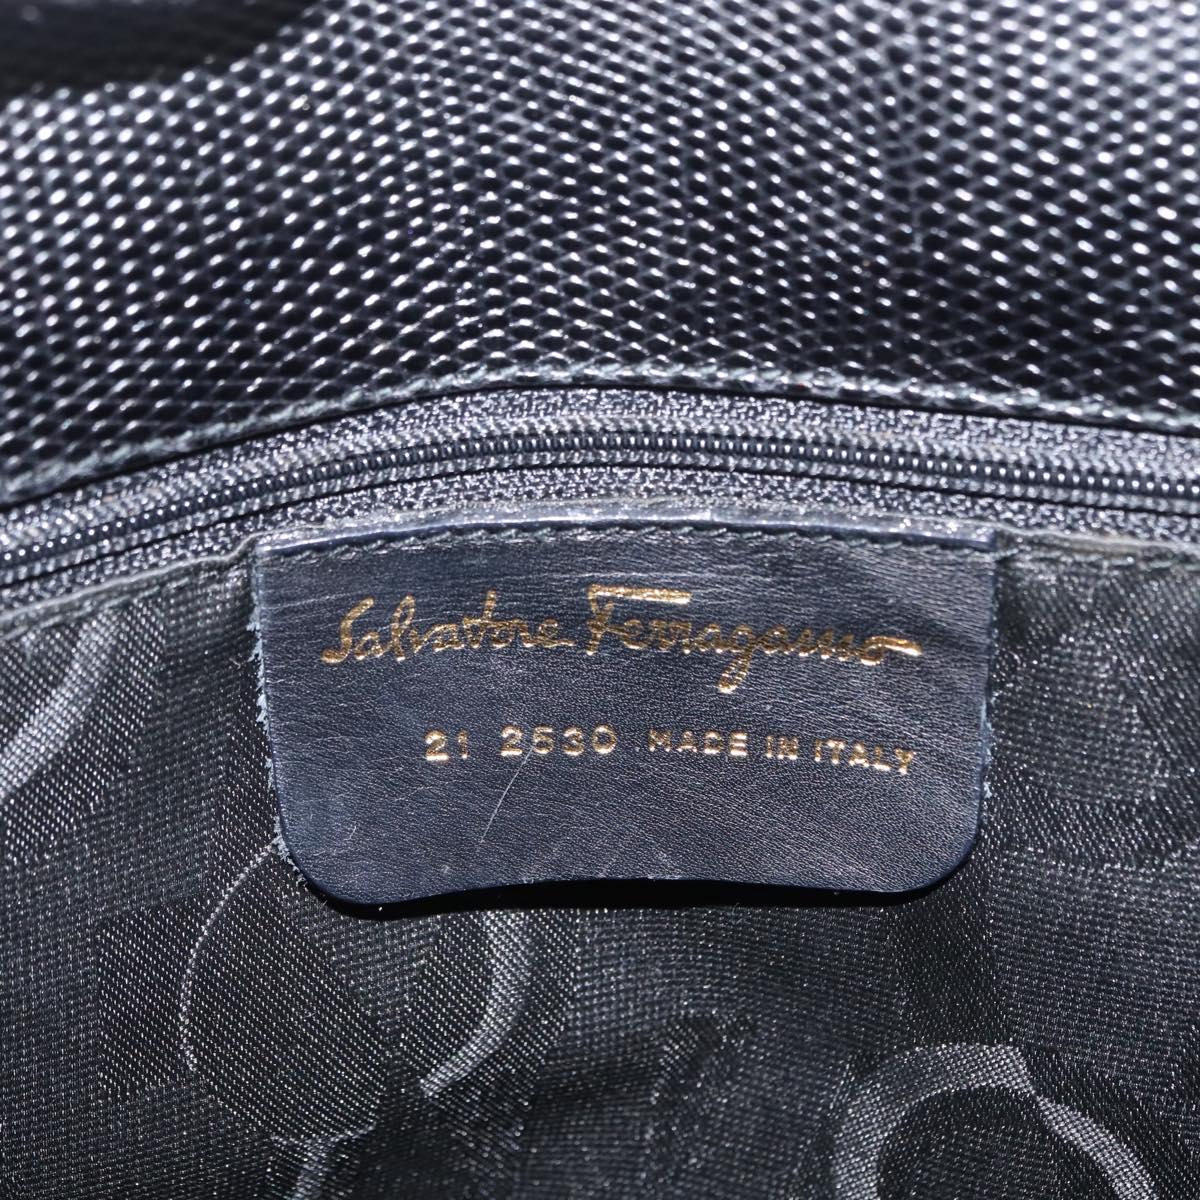 Salvatore Ferragamo
21 2530 MADE IN ITALY